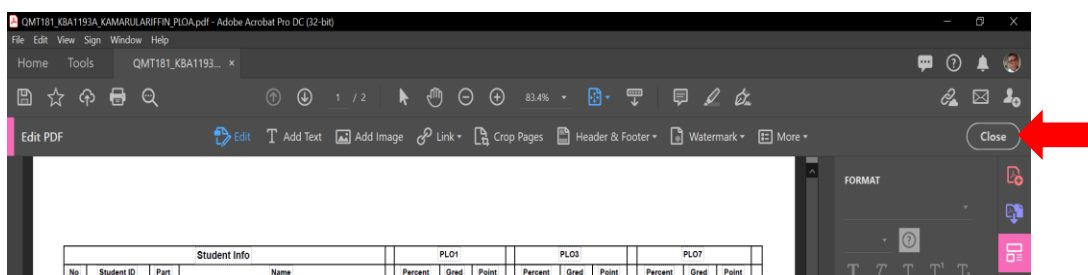 QMT181_KBA1193A_KAMARULARIFFIN_PLOA.pdf - Adobe Acrobat Pro DC (32-bit)
File Edit View Sign Window Help
Home Tools QMT181_KBA1193... ×
1 / 2 83.4%
Edit PDF Edit Add Text Add Image Link Crop Pages Header & Footer Watermark More Close
FORMAT
Student Info PLO1 PLO3 PLO7
No Student ID Part Name Percent Gred Point Percent Gred Point Percent Gred Point